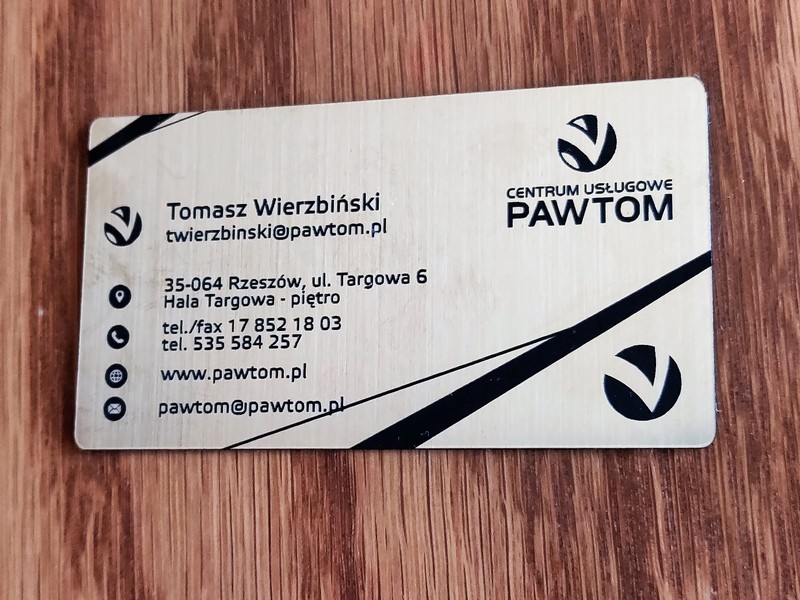 CENTRUM USŁUGOWE
PAWTOM
Tomasz Wierzbiński
twierzbinski@pawtom.pl
35-064 Rzeszów, ul. Targowa 6
Hala Targowa - piętro
tel./fax 17 852 18 03
tel. 535 584 257
www.pawtom.pl
pawtom@pawtom.pl